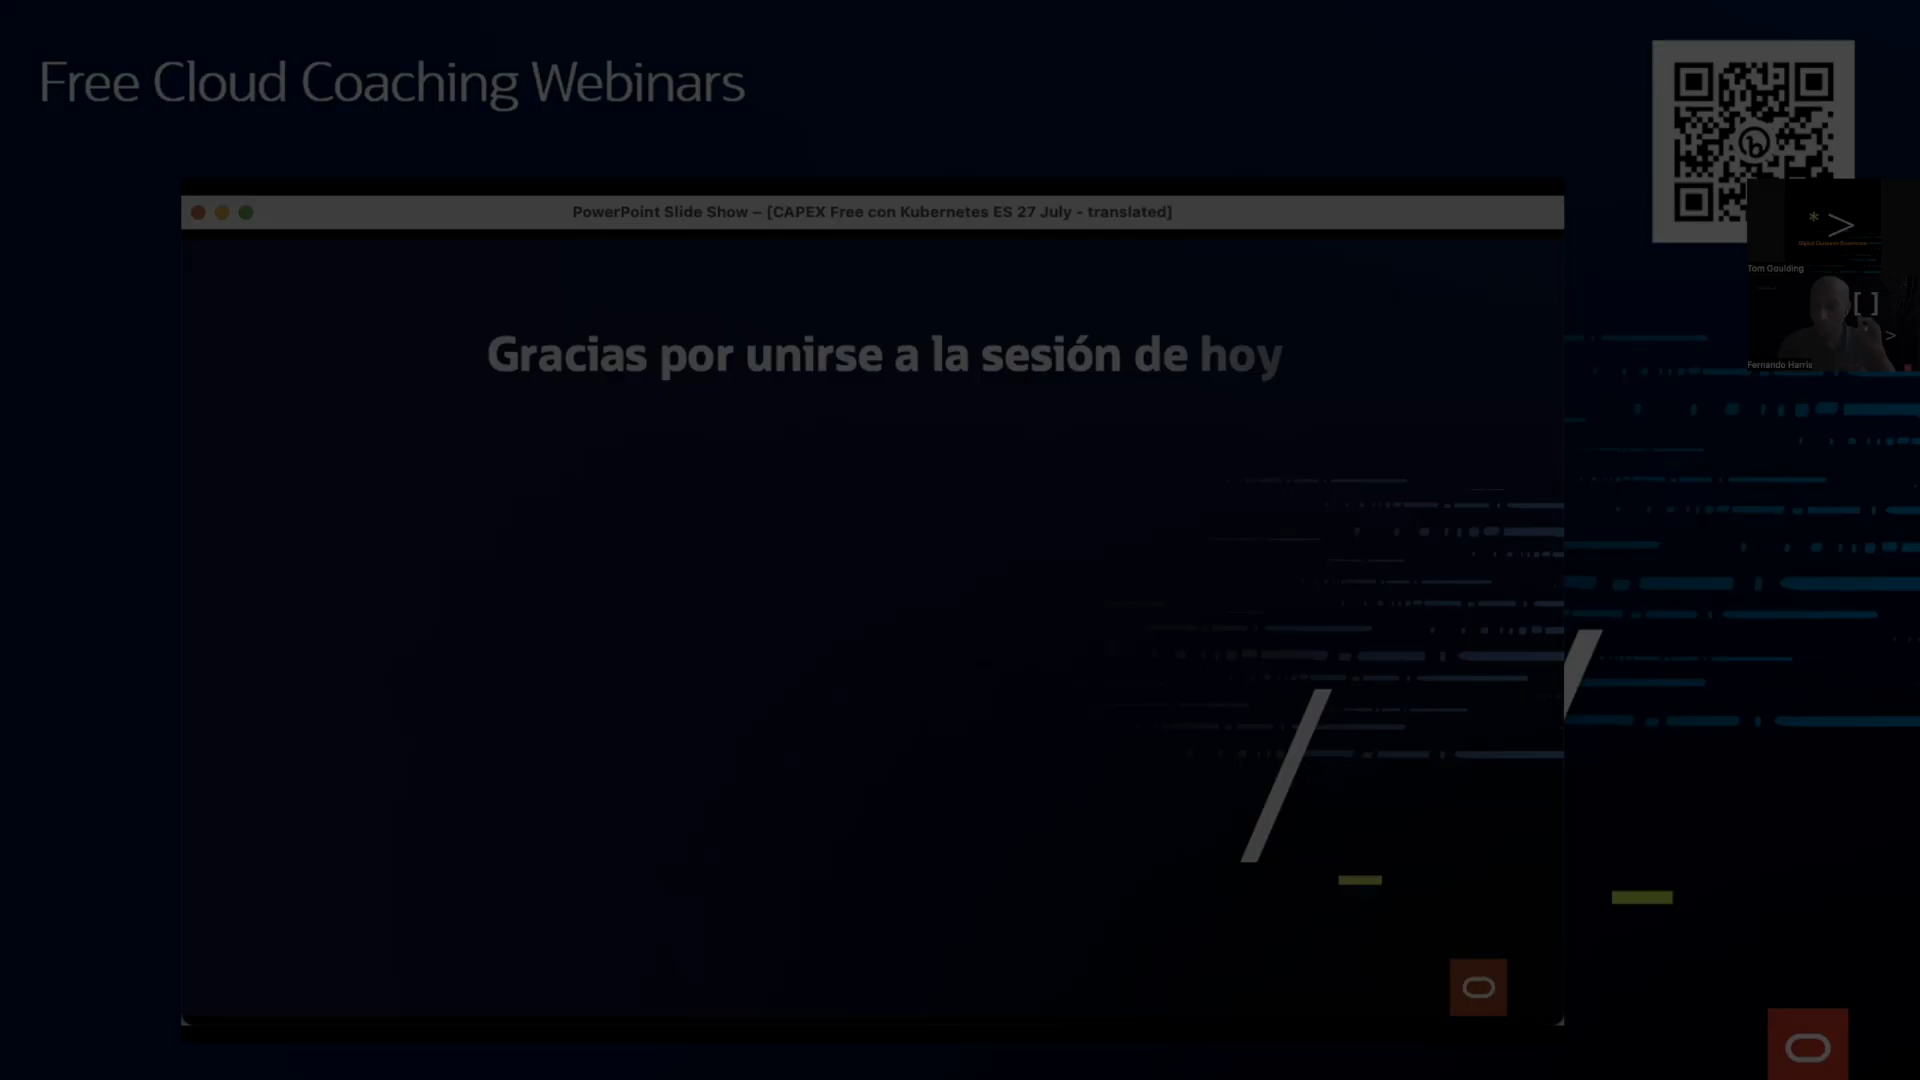 Free Cloud Coaching Webinars
PowerPoint Slide Show – [CAPEX Free con Kubernetes ES 27 July - translated]
Gracias por unirse a la sesión de hoy
* >
Tom Goulding
[ ]
>
Fernando Harris